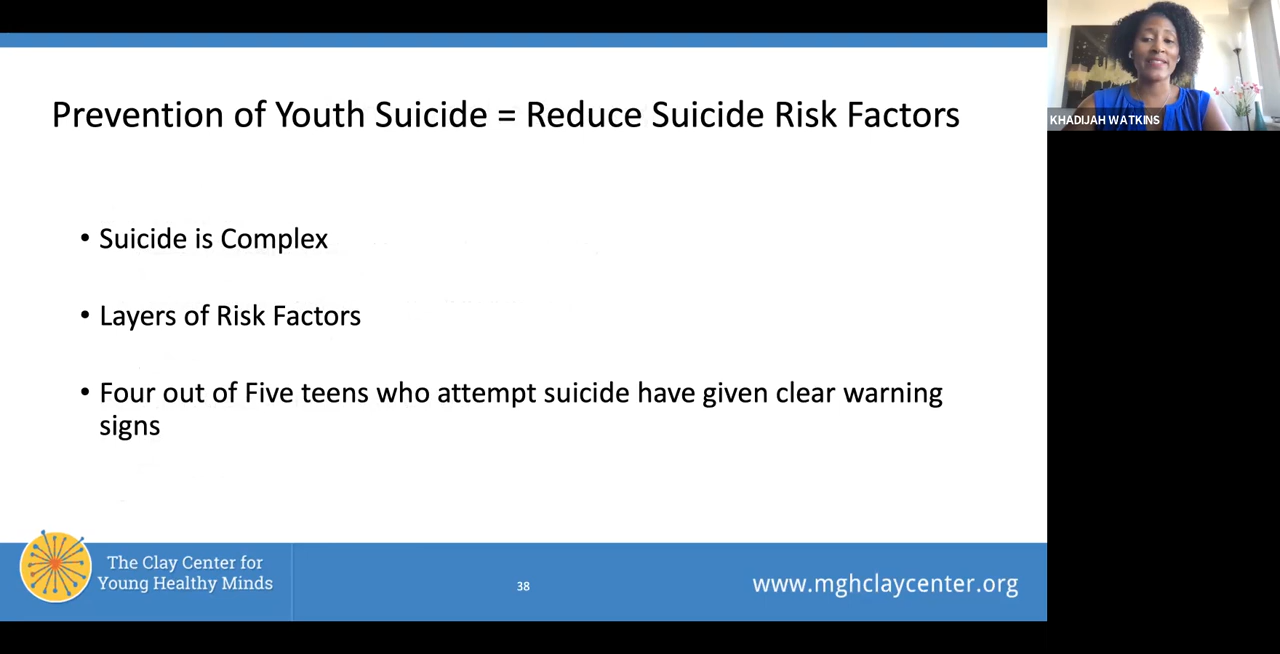 Prevention of Youth Suicide = Reduce Suicide Risk Factors
KHADIJAH WATKINS
• Suicide is Complex
• Layers of Risk Factors
• Four out of Five teens who attempt suicide have given clear warning
signs
The Clay Center for
Young Healthy Minds
38
www.mghclaycenter.org